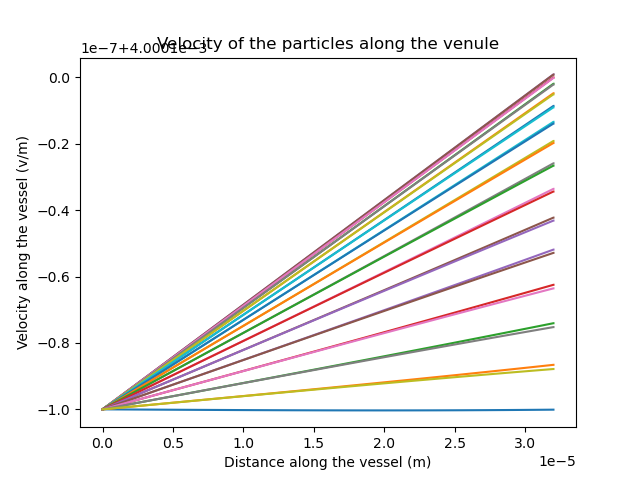 Velocity of the particles along the venule
1e−7+4.0001e−3
0.0
−0.2
−0.4
−0.6
−0.8
−1.0
Velocity along the vessel (v/m)
0.0 0.5 1.0 1.5 2.0 2.5 3.0
1e−5
Distance along the vessel (m)